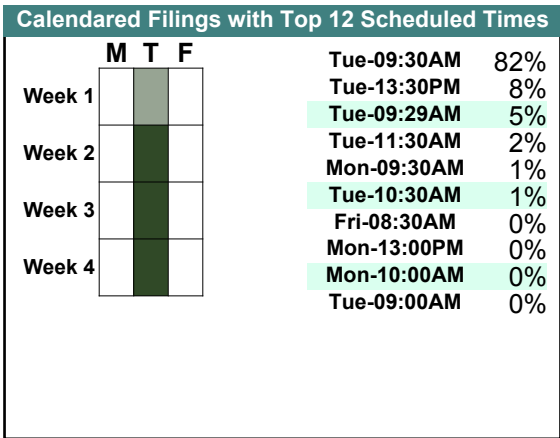 Calendared Filings with Top 12 Scheduled Times
M T F
Week 1
Week 2
Week 3
Week 4
Tue-09:30AM 82%
Tue-13:30PM 8%
Tue-09:29AM 5%
Tue-11:30AM 2%
Mon-09:30AM 1%
Tue-10:30AM 1%
Fri-08:30AM 0%
Mon-13:00PM 0%
Mon-10:00AM 0%
Tue-09:00AM 0%